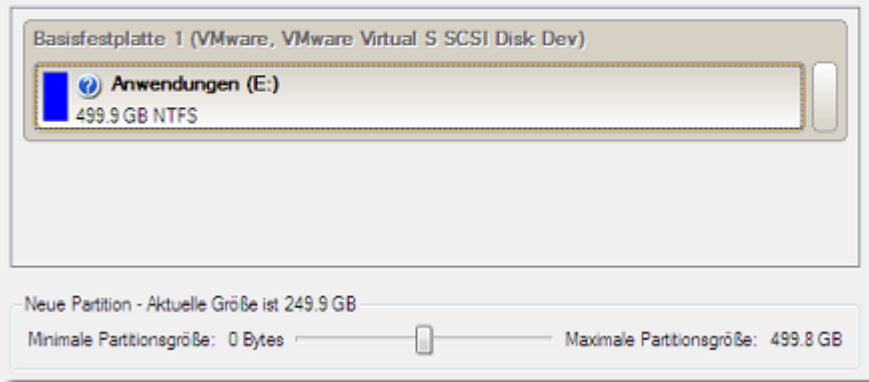 Basisfestplatte 1 (VMware, VMware Virtual S SCSI Disk Dev)
Anwendungen (E:)
499.9 GB NTFS
Neue Partition - Aktuelle Größe ist 249.9 GB
Minimale Partitionsgröße: 0 Bytes Maximale Partitionsgröße: 499.8 GB